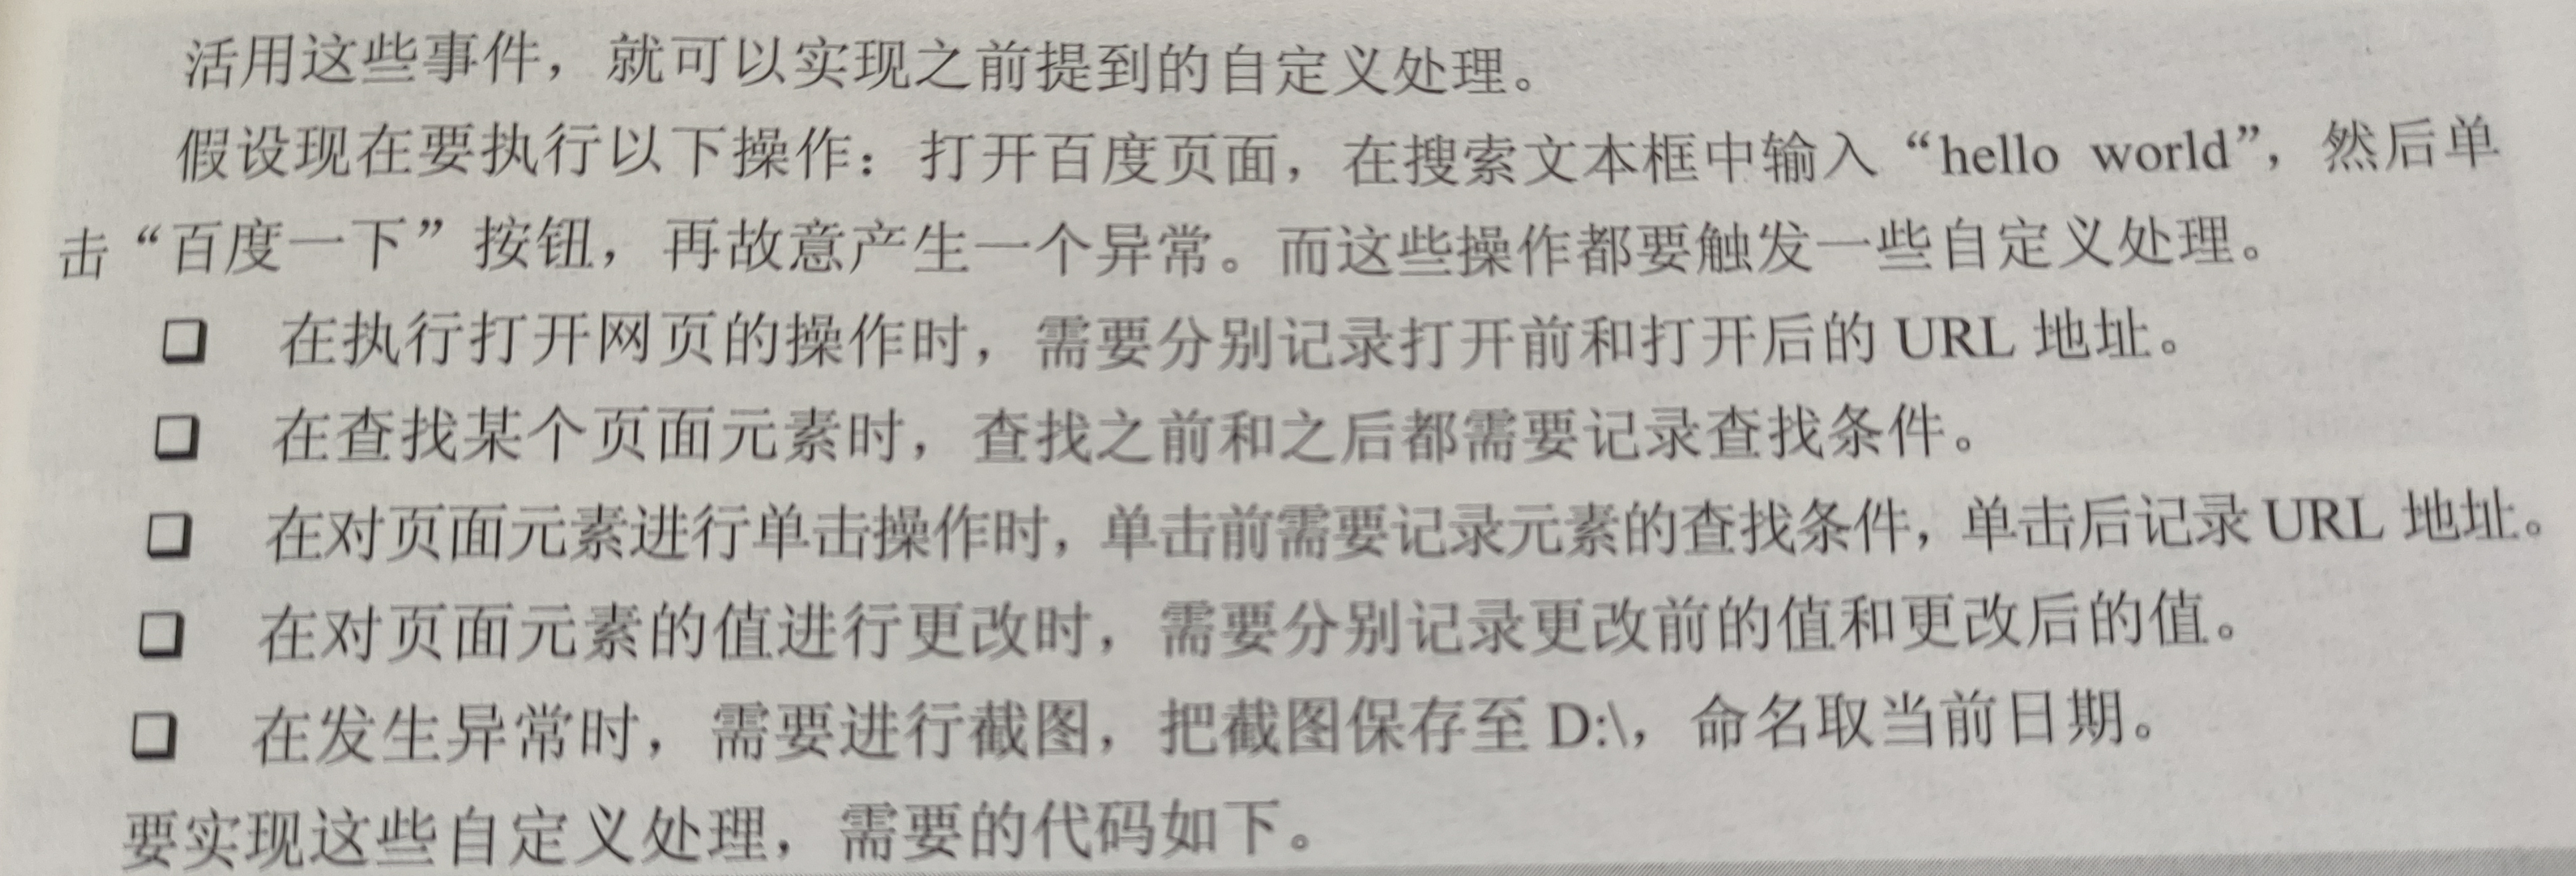 活用这些事件，就可以实现之前提到的自定义处理。
假设现在要执行以下操作：打开百度页面，在搜索文本框中输入“hello world”，然后单
击“百度一下”按钮，再故意产生一个异常。而这些操作都要触发一些自定义处理。
❑ 在执行打开网页的操作时，需要分别记录打开前和打开后的 URL 地址。
❑ 在查找某个页面元素时，查找之前和之后都需要记录查找条件。
❑ 在对页面元素进行单击操作时，单击前需要记录元素的查找条件，单击后记录 URL 地址。
❑ 在对页面元素的值进行更改时，需要分别记录更改前的值和更改后的值。
❑ 在发生异常时，需要进行截图，把截图保存至 D:\，命名取当前日期。
要实现这些自定义处理，需要的代码如下。